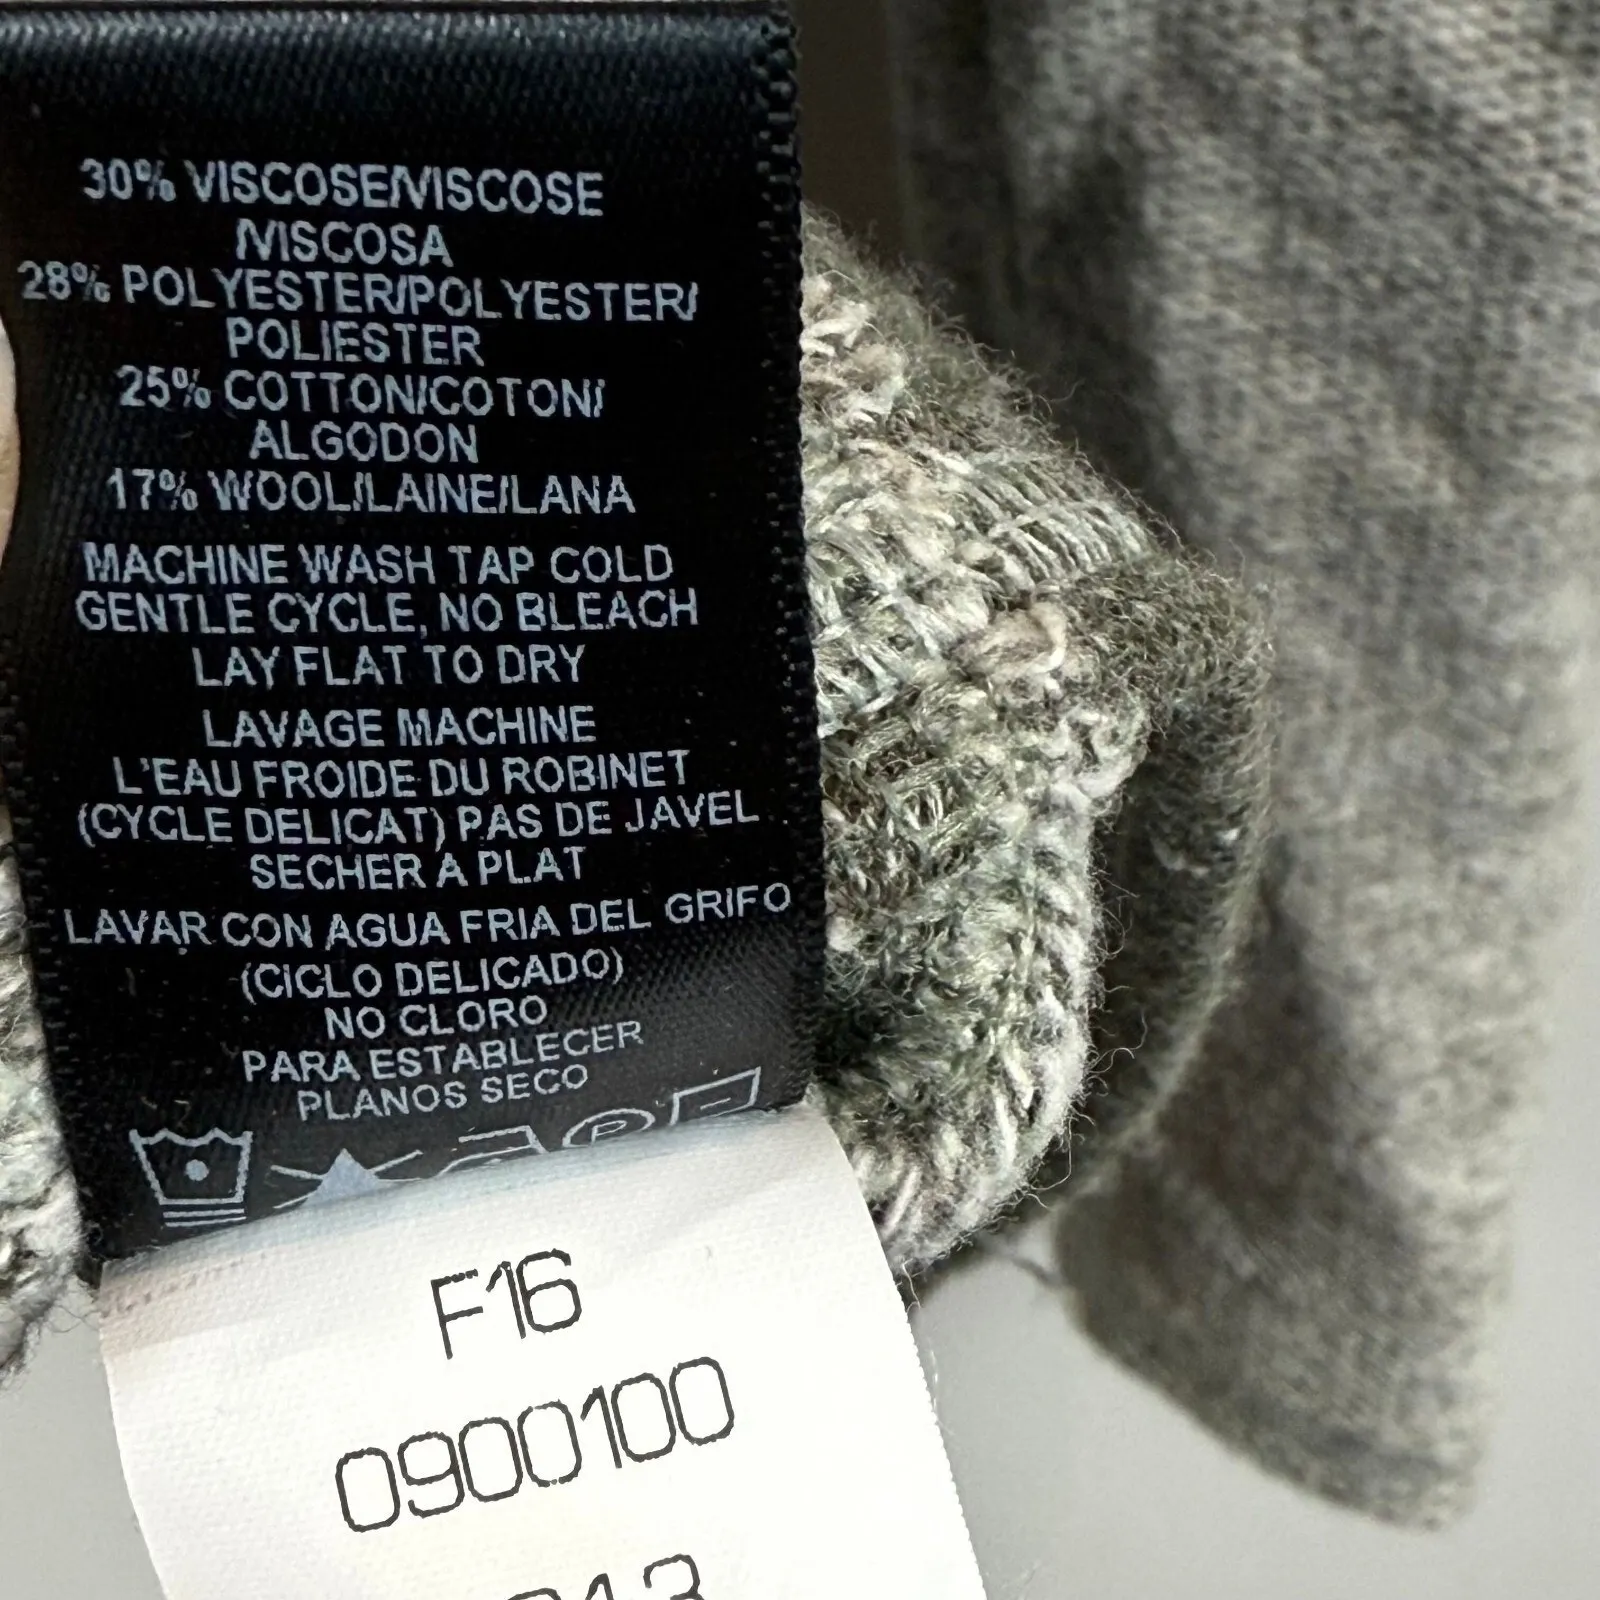 30% VISCOSE/VISCOSE
/VISCOSA
28% POLYESTER/POLYESTER/
POLIESTER
25% COTTON/COTON/
ALGODON
17% WOOL/LAINE/LANA
MACHINE WASH TAP COLD
GENTLE CYCLE, NO BLEACH
LAY FLAT TO DRY
LAVAGE MACHINE
L'EAU FROIDE DU ROBINET
(CYCLE DELICAT) PAS DE JAVEL
SECHER A PLAT
LAVAR CON AGUA FRIA DEL GRIFO
(CICLO DELICADO)
NO CLORO
PARA ESTABLECER
PLANOS SECO
P
F16
0900100